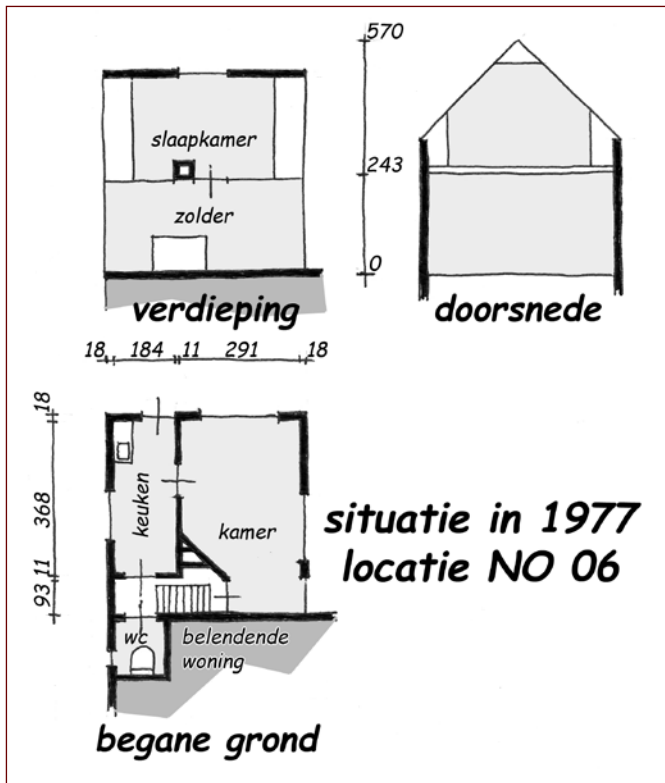 570
slaapkamer
243
zolder
0
verdieping
doorsnede
18 184 11 291 18
18
368
11
93
keuken
kamer
situatie in 1977
locatie NO 06
wc
belendende
woning
begane grond